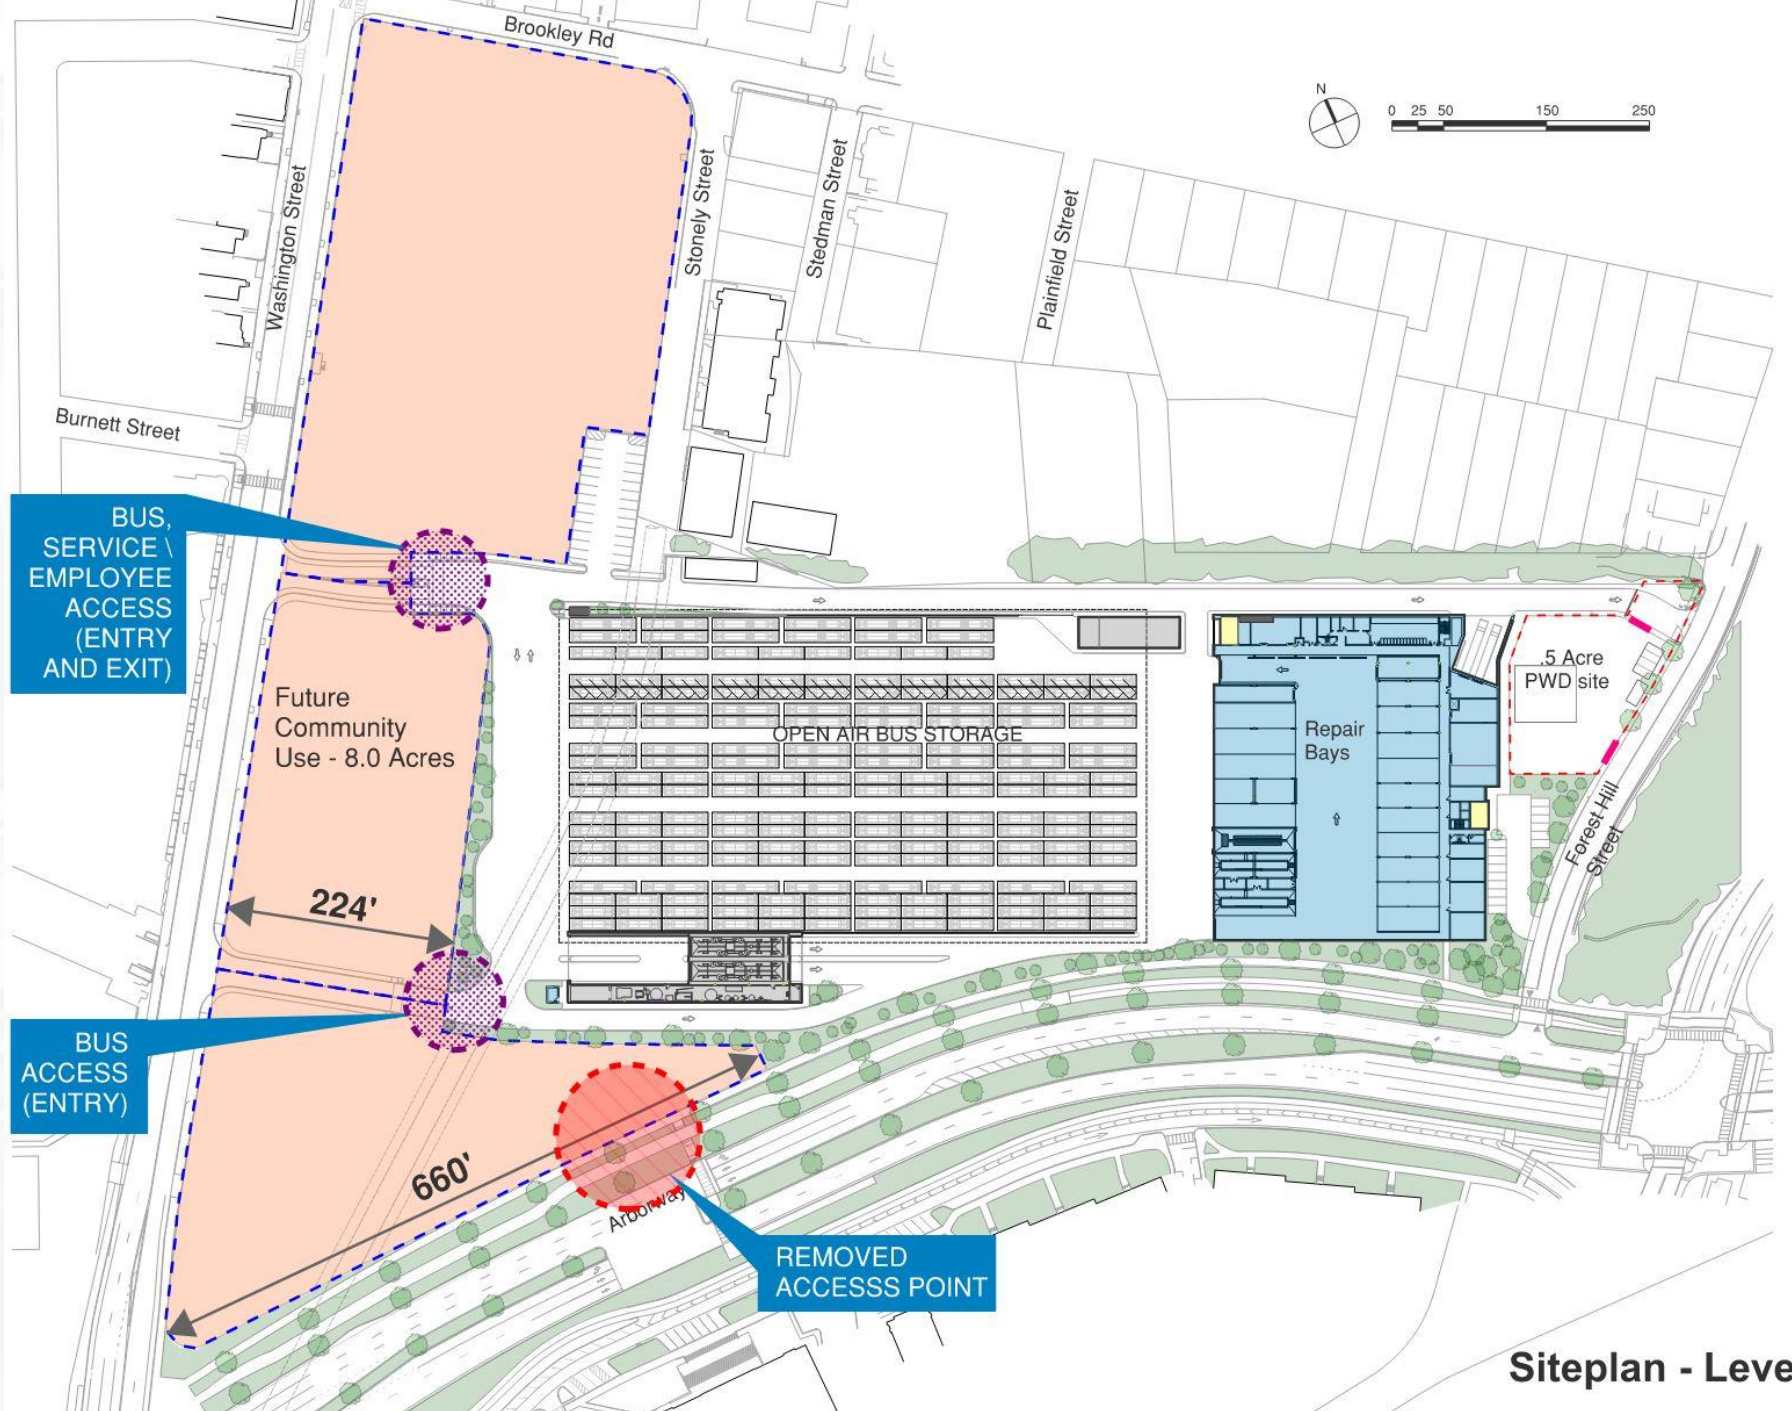 Brookley Rd
N
0 25 50 150 250
Washington Street
Stonely Street
Stedman Street
Plainfield Street
Burnett Street
BUS,
SERVICE \
EMPLOYEE
ACCESS
(ENTRY
AND EXIT)
Future
Community
Use - 8.0 Acres
OPEN AIR BUS STORAGE
Repair
Bays
.5 Acre
PWD site
Forest Hill
Street
224'
BUS
ACCESS
(ENTRY)
660'
Arborway
REMOVED
ACCESSS POINT
Siteplan - Leve